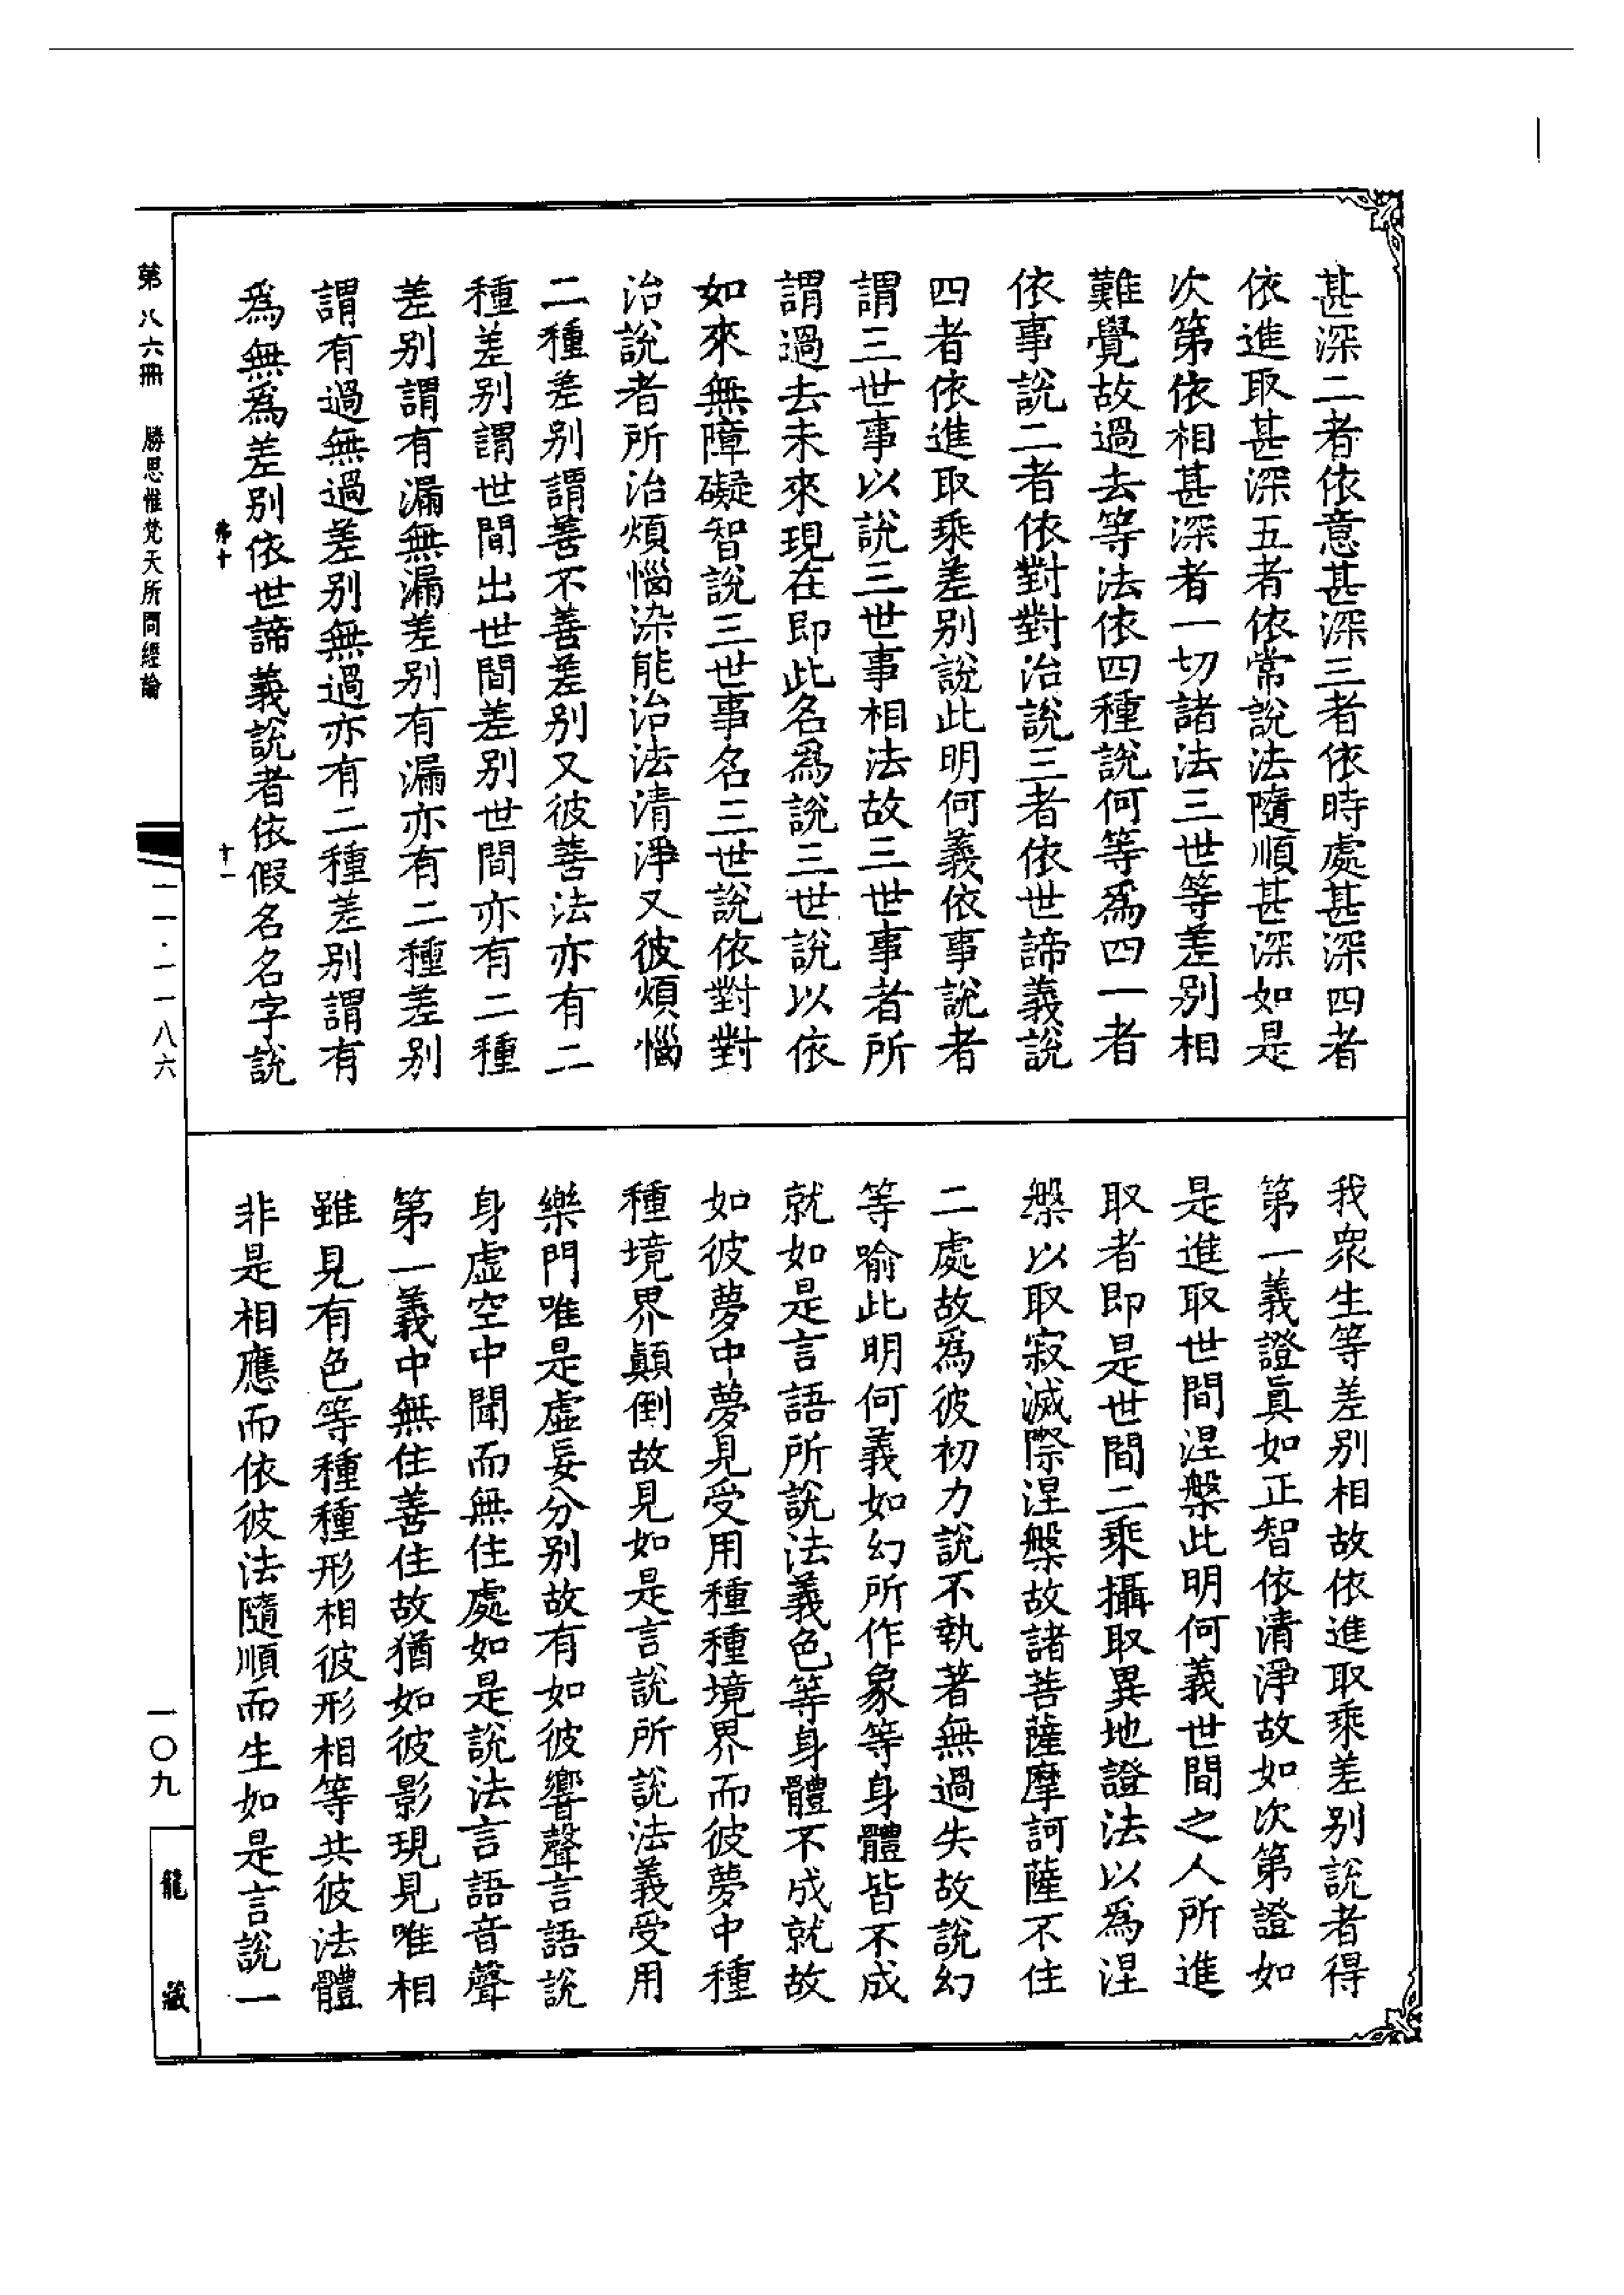 甚深二者依意甚深三者依時處甚深四者
依進取甚深五者依常說法隨順甚深如是
次第依相甚深者一切諸法三世等差別相
難覺故過去等法依四種說何等爲四一者
依事說二者依對對治說三者依世諦義說
四者依進取乘差別說此明何義依事說者
謂三世事以說三世事相法故三世事者所
謂過去未來現在即此名爲說三世說以依
如來無障礙智說三世事名三世說依對對
治說者所治煩惱染能治法清淨又彼煩惱
二種差別謂善不善差別又彼善法亦有二
種差別謂世間出世間差別世間亦有二種
差別謂有漏無漏差別有漏亦有二種差別
謂有過無過差別無過亦有二種差別謂有
爲無爲差別依世諦義說者依假名名字說
弗十
十一
我衆生等差別相故依進取乘差別說者得
第一義證眞如正智依清淨故如次第證如
是進取世間涅槃此明何義世間之人所進
取者即是世間二乘攝取異地證法以爲涅
槃以取寂滅際涅槃故諸菩薩摩訶薩不住
二處故爲彼初力說不執著無過失故說幻
等喻此明何義如幻所作象等身體皆不成
就如是言語所說法義色等身體不成就故
如彼夢中夢見受用種種境界而彼夢中種
種境界顚倒故見如是言說所說法義受用
樂門唯是虛妄分別故有如彼響聲言語說
身虛空中聞而無住處如是說法言語音聲
第一義中無住善住故猶如彼影現見唯相
雖見有色等種種形相彼形相等共彼法體
非是相應而依彼法隨順而生如是言說一
第八六冊 勝思惟梵天所問經論
一一·一一八六
一〇九
龍藏